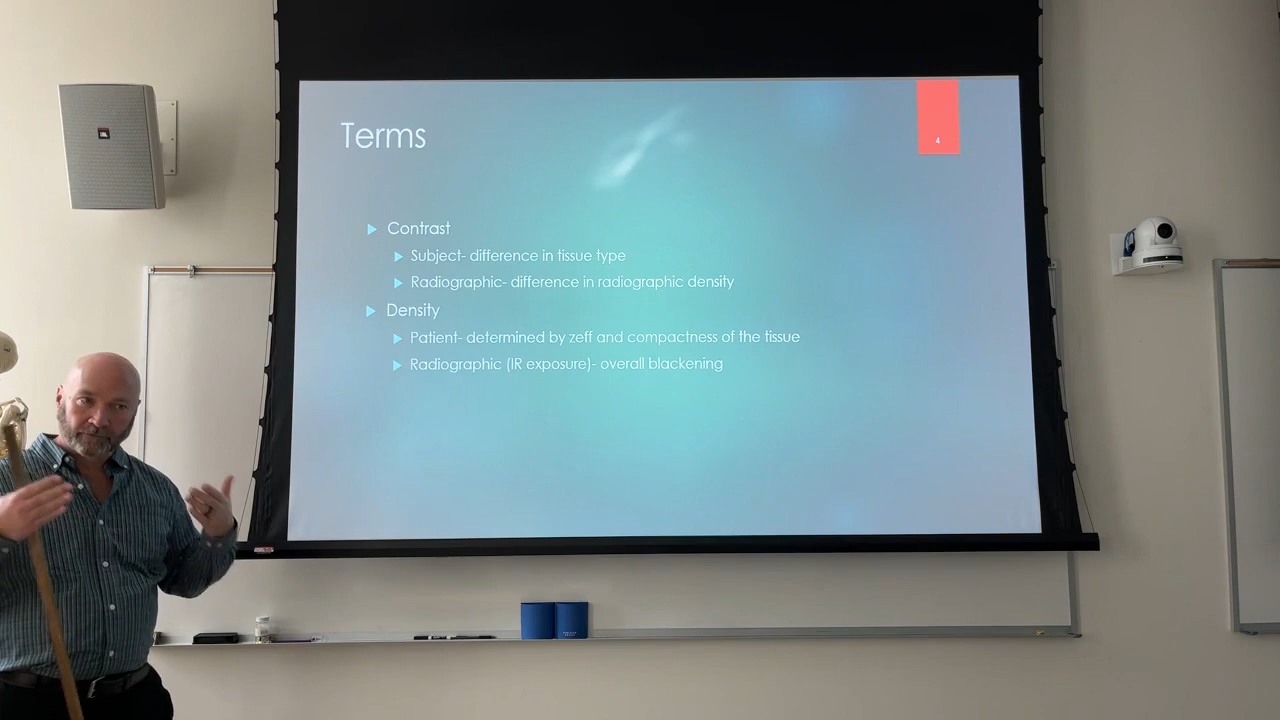 Terms
4
Contrast
Subject- difference in tissue type
Radiographic- difference in radiographic density
Density
Patient- determined by zeff and compactness of the tissue
Radiographic (IR exposure)- overall blackening
JBL